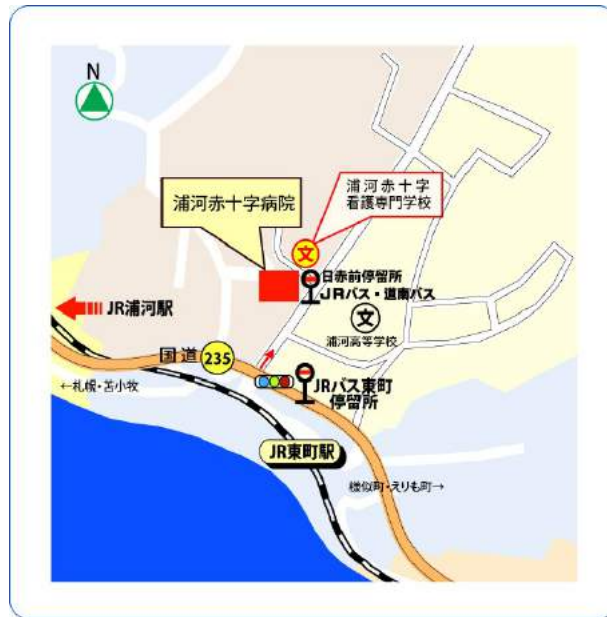 N
浦河赤十字
看護専門学校
浦河赤十字病院
文
日赤前停留所
JRバス・道南バス
文
浦河高等学校
JR浦河駅
国道 235
←札幌・苫小牧
JRバス東町
停留所
JR東町駅
様似町・えりも町→